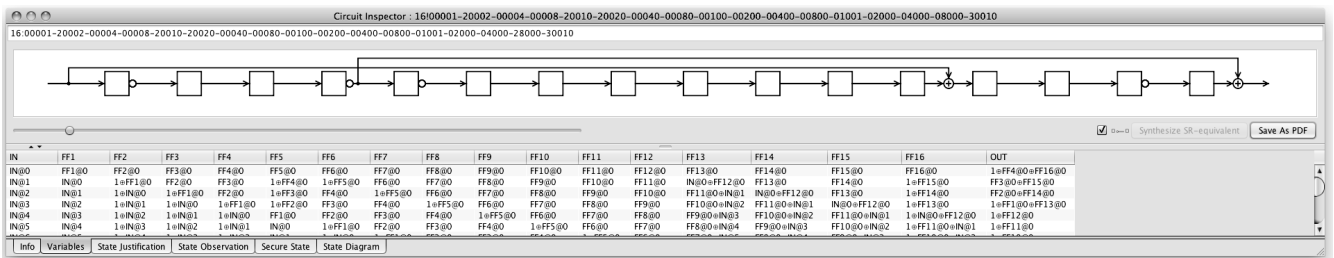 Circuit Inspector : 16!00001-20002-00004-00008-20010-20020-00040-00080-00100-00200-00400-00800-01001-02000-04000-08000-30010
16:00001-20002-00004-00008-20010-20020-00040-00080-00100-00200-00400-00800-01001-02000-04000-28000-30010
Synthesize SR-equivalent Save As PDF
IN FF1 FF2 FF3 FF4 FF5 FF6 FF7 FF8 FF9 FF10 FF11 FF12 FF13 FF14 FF15 FF16 OUT
IN@0 FF1@0 FF2@0 FF3@0 FF4@0 FF5@0 FF6@0 FF7@0 FF8@0 FF9@0 FF10@0 FF11@0 FF12@0 FF13@0 FF14@0 FF15@0 FF16@0 1⊕FF4@0⊕FF16@0
IN@1 IN@0 1⊕FF1@0 FF2@0 FF3@0 1⊕FF4@0 1⊕FF5@0 FF6@0 FF7@0 FF8@0 FF9@0 FF10@0 FF11@0 IN@0⊕FF12@0 FF13@0 FF14@0 1⊕FF15@0 FF3@0⊕FF15@0
IN@2 IN@1 1⊕IN@0 1⊕FF1@0 FF2@0 1⊕FF3@0 FF4@0 1⊕FF5@0 FF6@0 FF7@0 FF8@0 FF9@0 FF10@0 FF11@0⊕IN@1 IN@0⊕FF12@0 FF13@0 1⊕FF14@0 FF2@0⊕FF14@0
IN@3 IN@2 1⊕IN@1 1⊕IN@0 1⊕FF1@0 1⊕FF2@0 FF3@0 FF4@0 1⊕FF5@0 FF6@0 FF7@0 FF8@0 FF9@0 FF10@0⊕IN@2 FF11@0⊕IN@1 IN@0⊕FF12@0 1⊕FF13@0 1⊕FF1@0⊕FF13@0
IN@4 IN@3 1⊕IN@2 1⊕IN@1 1⊕IN@0 FF1@0 FF2@0 FF3@0 FF4@0 1⊕FF5@0 FF6@0 FF7@0 FF8@0 FF9@0⊕IN@3 FF10@0⊕IN@2 FF11@0⊕IN@1 1⊕IN@0⊕FF12@0 1⊕FF12@0
IN@5 IN@4 1⊕IN@3 1⊕IN@2 1⊕IN@1 IN@0 1⊕FF1@0 FF2@0 FF3@0 FF4@0 1⊕FF5@0 FF6@0 FF7@0 FF8@0⊕IN@4 FF9@0⊕IN@3 FF10@0⊕IN@2 1⊕FF11@0⊕IN@1 1⊕FF11@0
Info Variables State Justification State Observation Secure State State Diagram